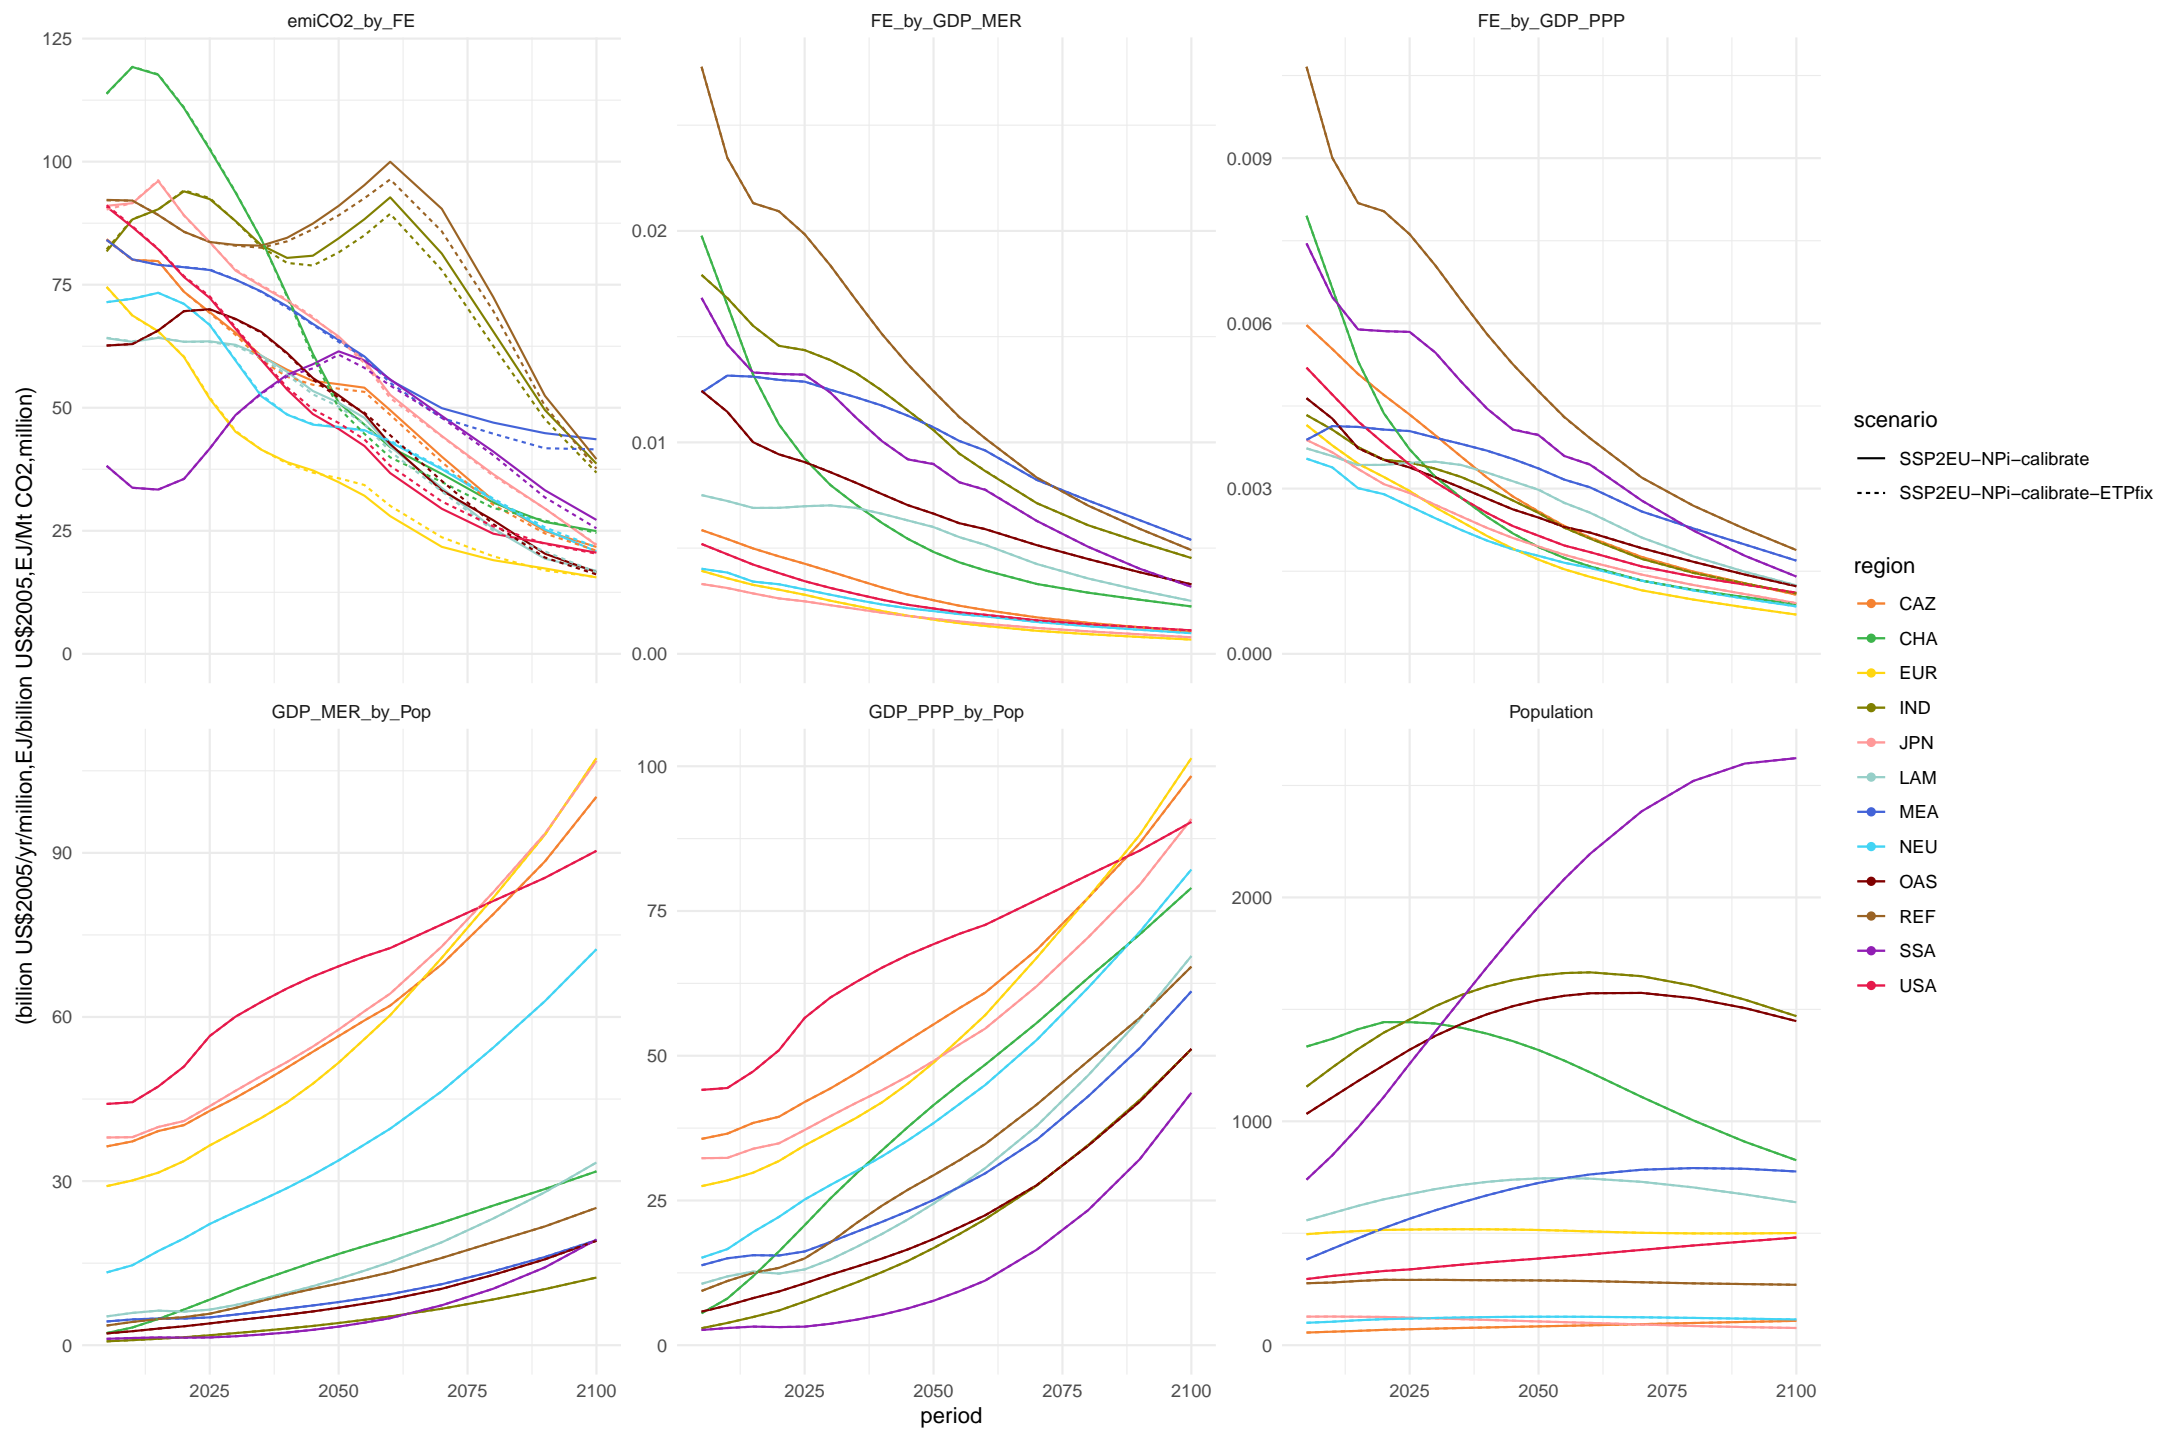 emiCO2_by_FE
FE_by_GDP_MER
FE_by_GDP_PPP
125
100
75
50
25
0
0.02
0.01
0.00
0.009
0.006
0.003
0.000
GDP_MER_by_Pop
GDP_PPP_by_Pop
Population
90
60
30
0
100
75
50
25
0
2000
1000
0
2025 2050 2075 2100
2025 2050 2075 2100
2025 2050 2075 2100
period
(billion US$2005/yr/million,EJ/billion US$2005,EJ/Mt CO2,million)
scenario
SSP2EU−NPi−calibrate
SSP2EU−NPi−calibrate−ETPfix
region
CAZ
CHA
EUR
IND
JPN
LAM
MEA
NEU
OAS
REF
SSA
USA